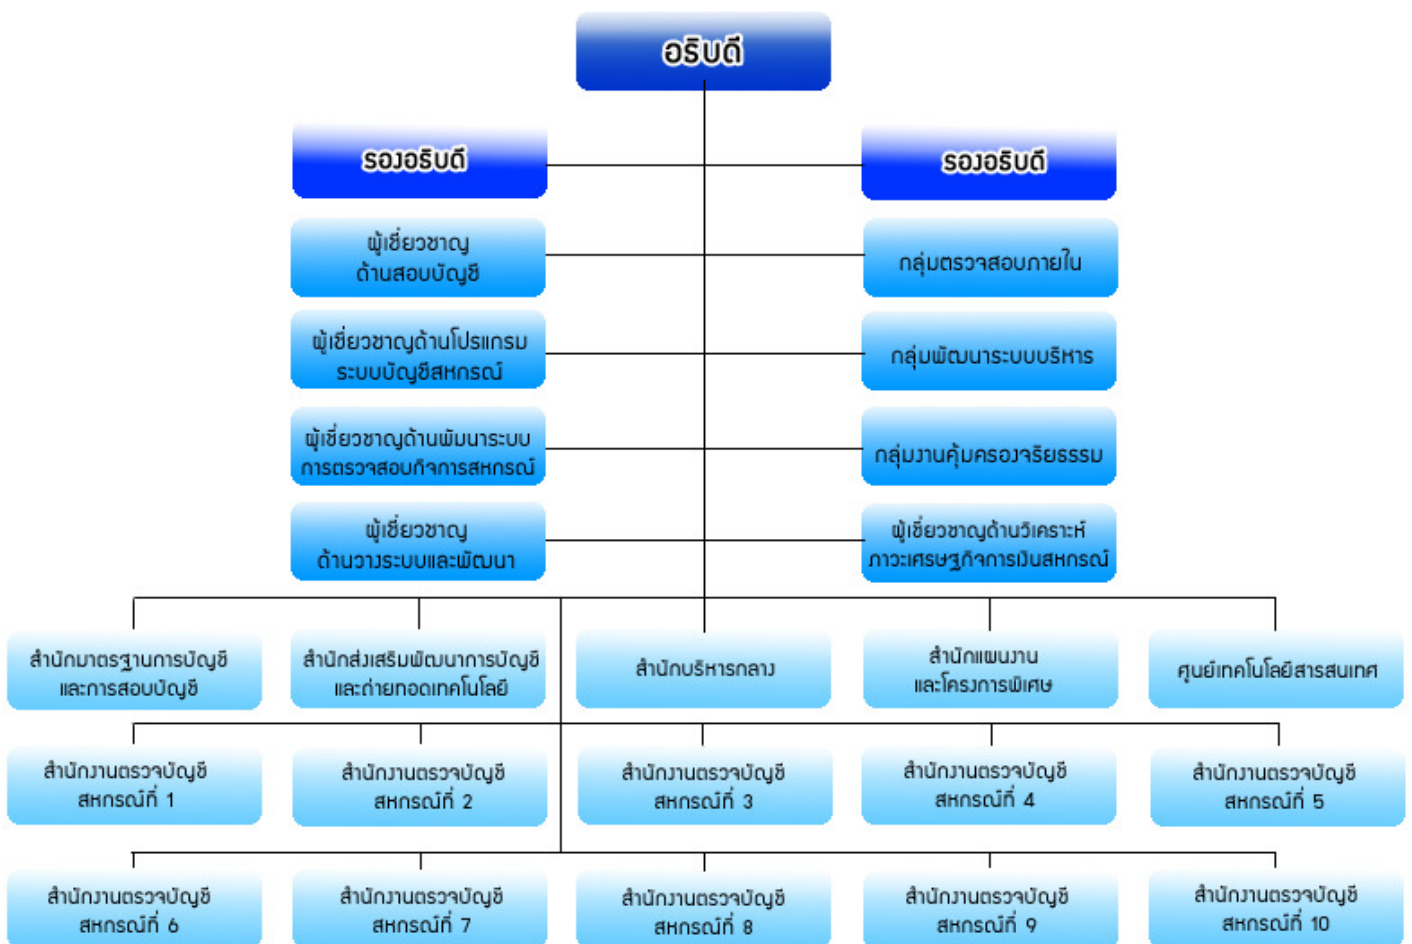 อธิบดี
รองอธิบดี
รองอธิบดี
ผู้เชี่ยวชาญ
ด้านสอบบัญชี
กลุ่มตรวจสอบภายใน
ผู้เชี่ยวชาญด้านโปรแกรม
ระบบบัญชีสหกรณ์
กลุ่มพัฒนาระบบบริหาร
ผู้เชี่ยวชาญด้านพัมนาระบบ
การตรวจสอบกิจการสหกรณ์
กลุ่มงานคุ้มครองจริยธรรม
ผู้เชี่ยวชาญ
ด้านวางระบบและพัฒนา
ผู้เชี่ยวชาญด้านวิเคราะห์
ภาวะเศรษฐกิจการเงินสหกรณ์
สำนักมาตรฐานการบัญชี
และการสอบบัญชี
สำนักส่งเสริมพัฒนาการบัญชี
และถ่ายทอดเทคโนโลยี
สำนักบริหารกลาง
สำนักแผนงาน
และโครงการพิเศษ
ศูนย์เทคโนโลยีสารสนเทศ
สำนักงานตรวจบัญชี
สหกรณ์ที่ 1
สำนักงานตรวจบัญชี
สหกรณ์ที่ 2
สำนักงานตรวจบัญชี
สหกรณ์ที่ 3
สำนักงานตรวจบัญชี
สหกรณ์ที่ 4
สำนักงานตรวจบัญชี
สหกรณ์ที่ 5
สำนักงานตรวจบัญชี
สหกรณ์ที่ 6
สำนักงานตรวจบัญชี
สหกรณ์ที่ 7
สำนักงานตรวจบัญชี
สหกรณ์ที่ 8
สำนักงานตรวจบัญชี
สหกรณ์ที่ 9
สำนักงานตรวจบัญชี
สหกรณ์ที่ 10